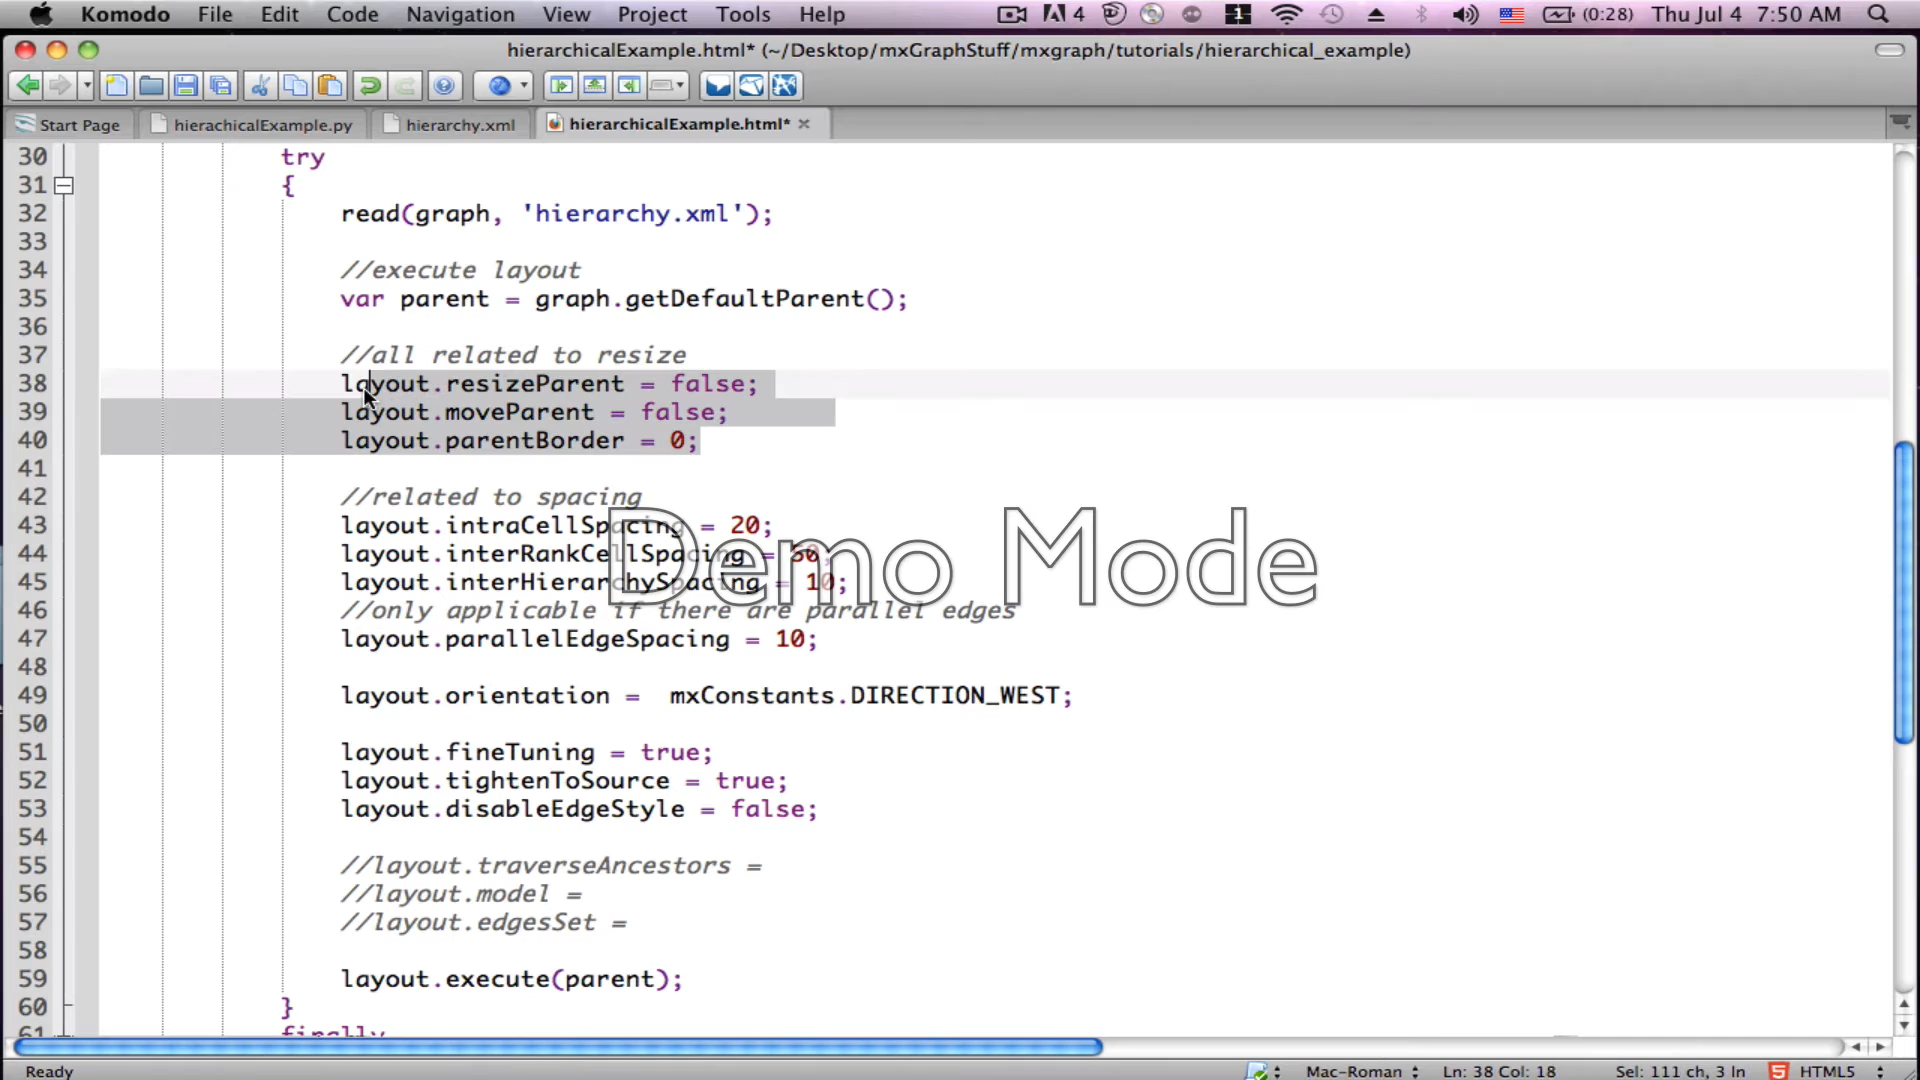 Komodo File Edit Code Navigation View Project Tools Help 4 1 (0:28) Thu Jul 4 7:50 AM
hierarchicalExample.html* (~/Desktop/mxGraphStuff/mxgraph/tutorials/hierarchical_example)
Start Page hierachicalExample.py hierarchy.xml hierarchicalExample.html*
30 try
31 {
32 read(graph, 'hierarchy.xml');
33
34 //execute layout
35 var parent = graph.getDefaultParent();
36
37 //all related to resize
38 layout.resizeParent = false;
39 layout.moveParent = false;
40 layout.parentBorder = 0;
41
42 //related to spacing
43 layout.intraCellSpacing = 20;
44 layout.interRankCellSpacing = 50;
45 layout.interHierarchySpacing = 10;
Demo Mode
46 //only applicable if there are parallel edges
47 layout.parallelEdgeSpacing = 10;
48
49 layout.orientation =  mxConstants.DIRECTION_WEST;
50
51 layout.fineTuning = true;
52 layout.tightenToSource = true;
53 layout.disableEdgeStyle = false;
54
55 //layout.traverseAncestors =
56 //layout.model =
57 //layout.edgesSet =
58
59 layout.execute(parent);
60 }
61 finally
Ready Mac-Roman Ln: 38 Col: 18 Sel: 111 ch, 3 ln HTML5